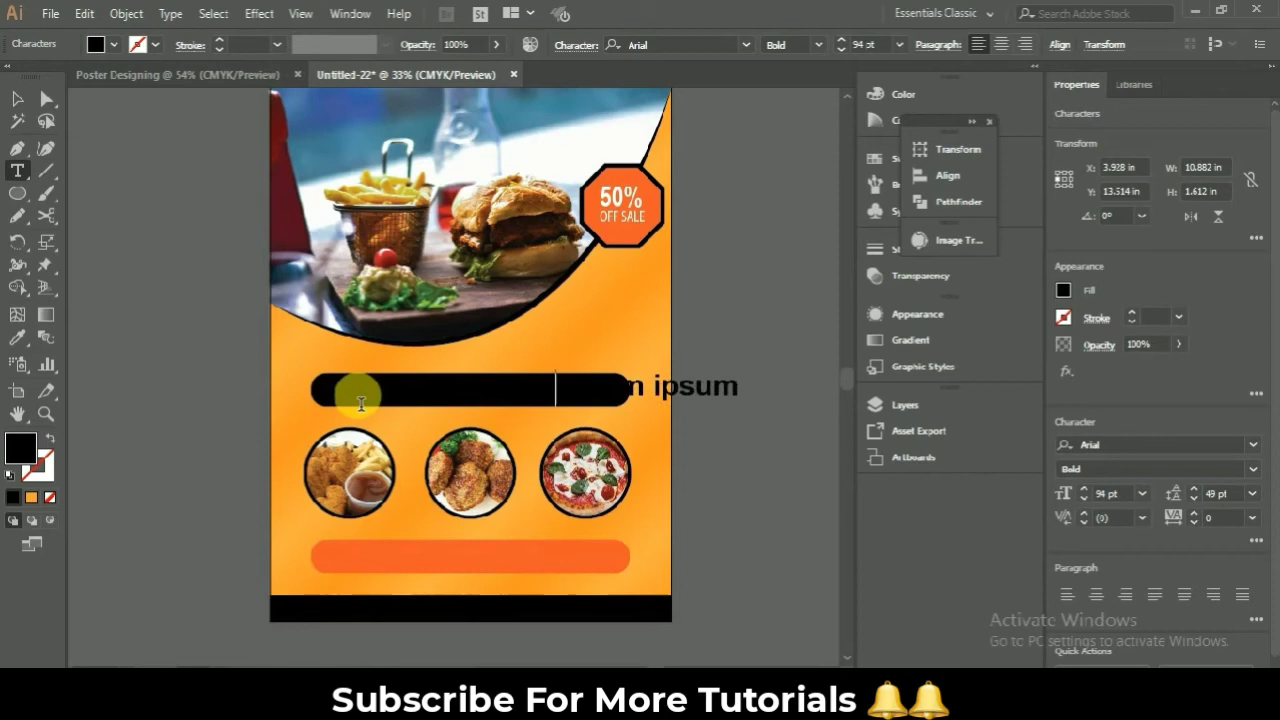 Ai File Edit Object Type Select Effect View Window Help Br St Essentials Classic Search Adobe Stock
Characters Stroke: Opacity: 100% Character: Arial Bold 94 pt Paragraph: Align Transform
Poster Designing @ 54% (CMYK/Preview) × Untitled-22* @ 33% (CMYK/Preview) ×
Properties Libraries
Characters
Transform
X: 3.928 in W: 10.882 in
Y: 13.514 in H: 1.612 in
0°
Appearance
Fill
Stroke
Opacity 100%
fx.
Character
Arial
Bold
94 pt 49 pt
(0) 0
Paragraph
Quick Actions
Color
Transform
Align
Pathfinder
Image Tr...
Transparency
Appearance
Gradient
Graphic Styles
Layers
Asset Export
Artboards
50%
OFF SALE
ipsum
Activate Windows
Go to PC settings to activate Windows.
Subscribe For More Tutorials 🔔🔔